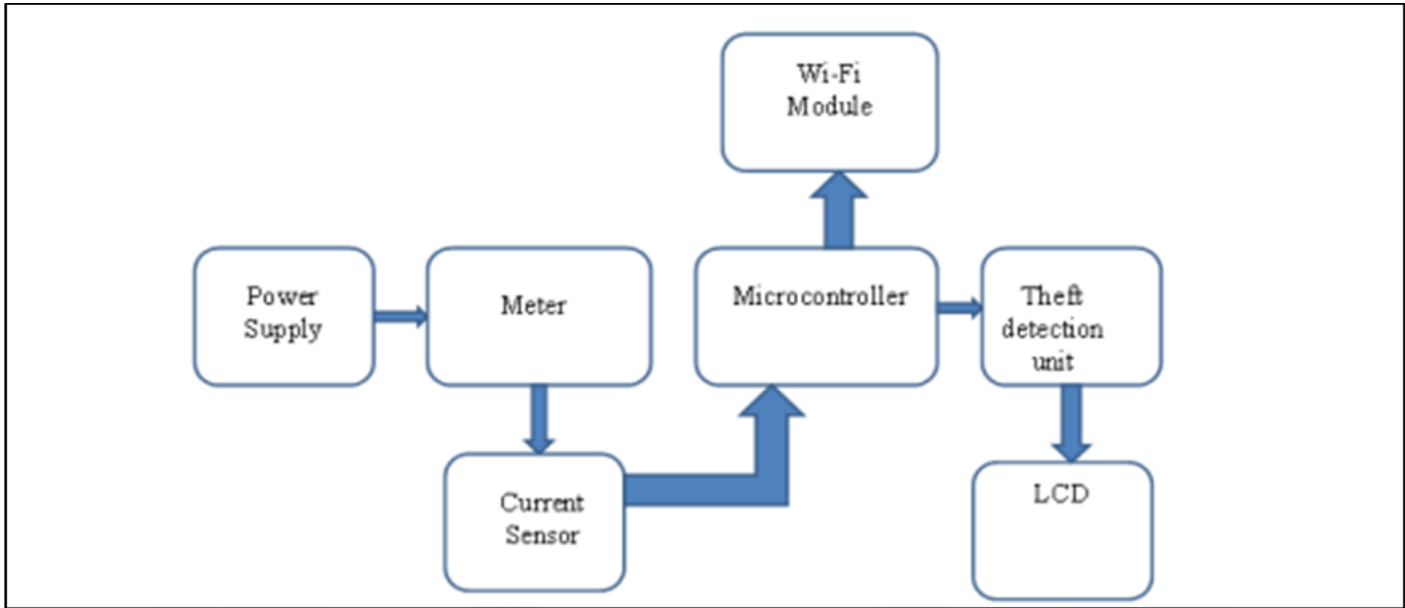 Wi-Fi
Module
Power
Supply
Meter
Microcontroller
Theft
detection
unit
Current
Sensor
LCD